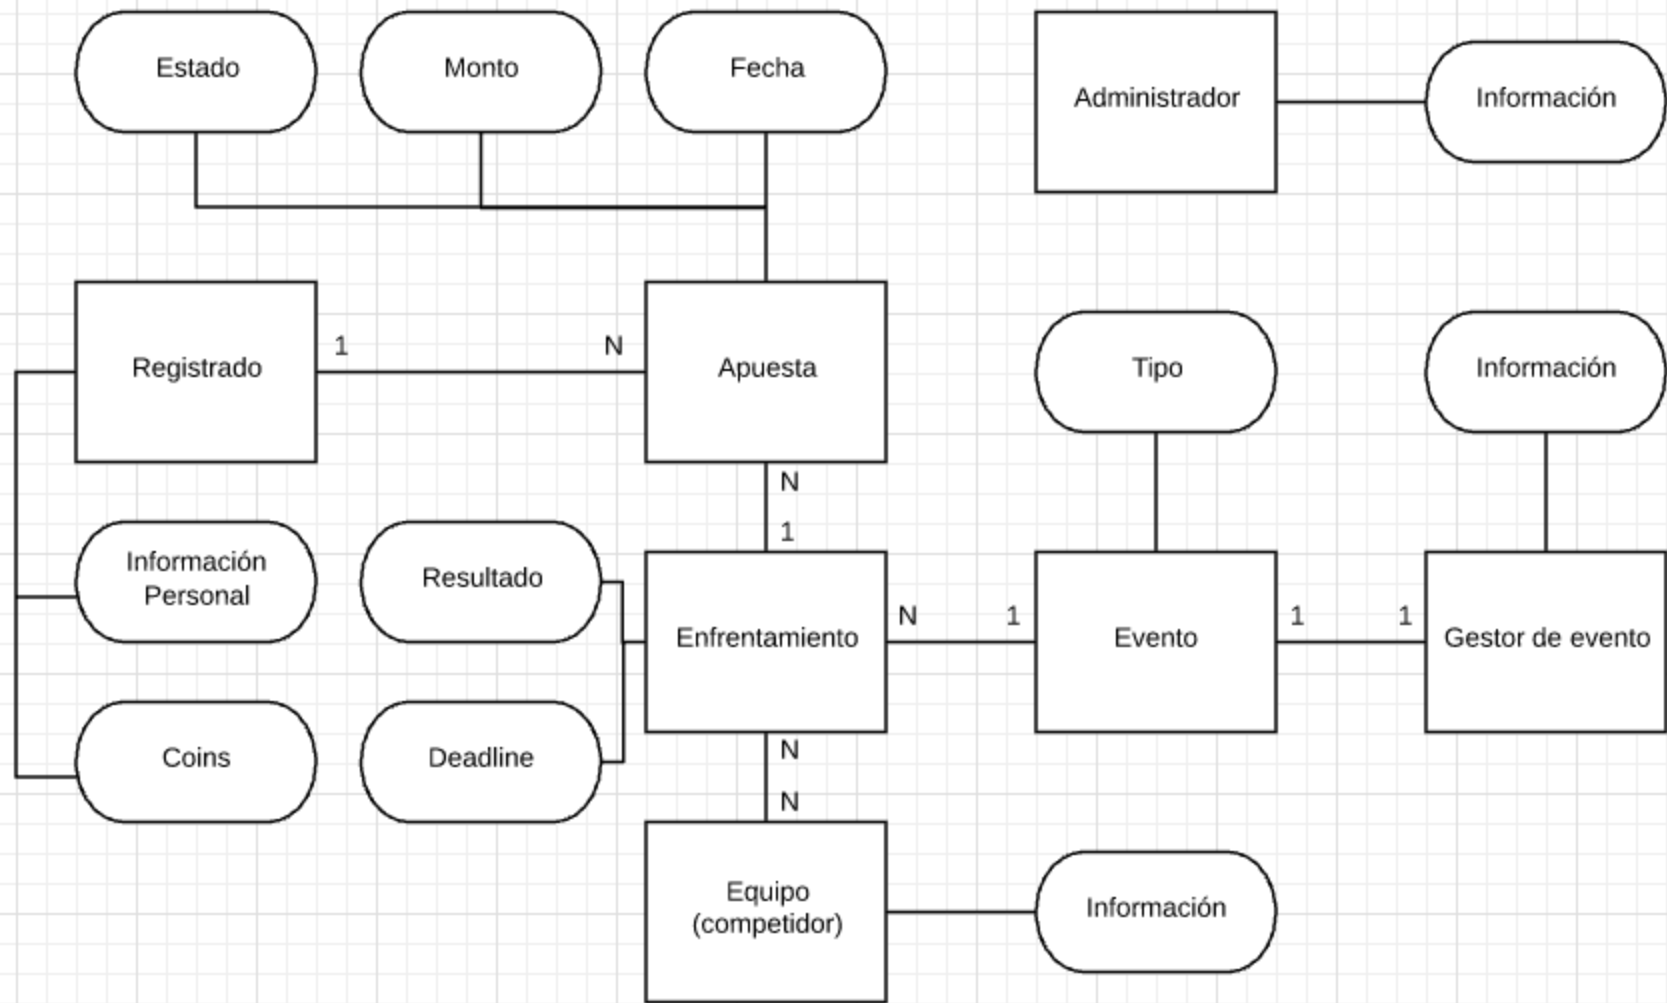 Estado
Monto
Fecha
Administrador
Información
Registrado
1
N
Apuesta
Tipo
Información
N
1
Información
Personal
Resultado
Enfrentamiento
N
1
Evento
1
1
Gestor de evento
Coins
Deadline
N
N
Equipo
(competidor)
Información